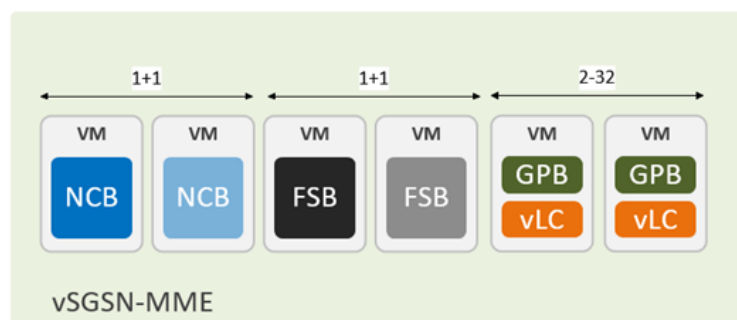 1+1 1+1 2-32
VM VM VM VM VM VM
NCB NCB FSB FSB GPB GPB
vLC vLC
vSGSN-MME